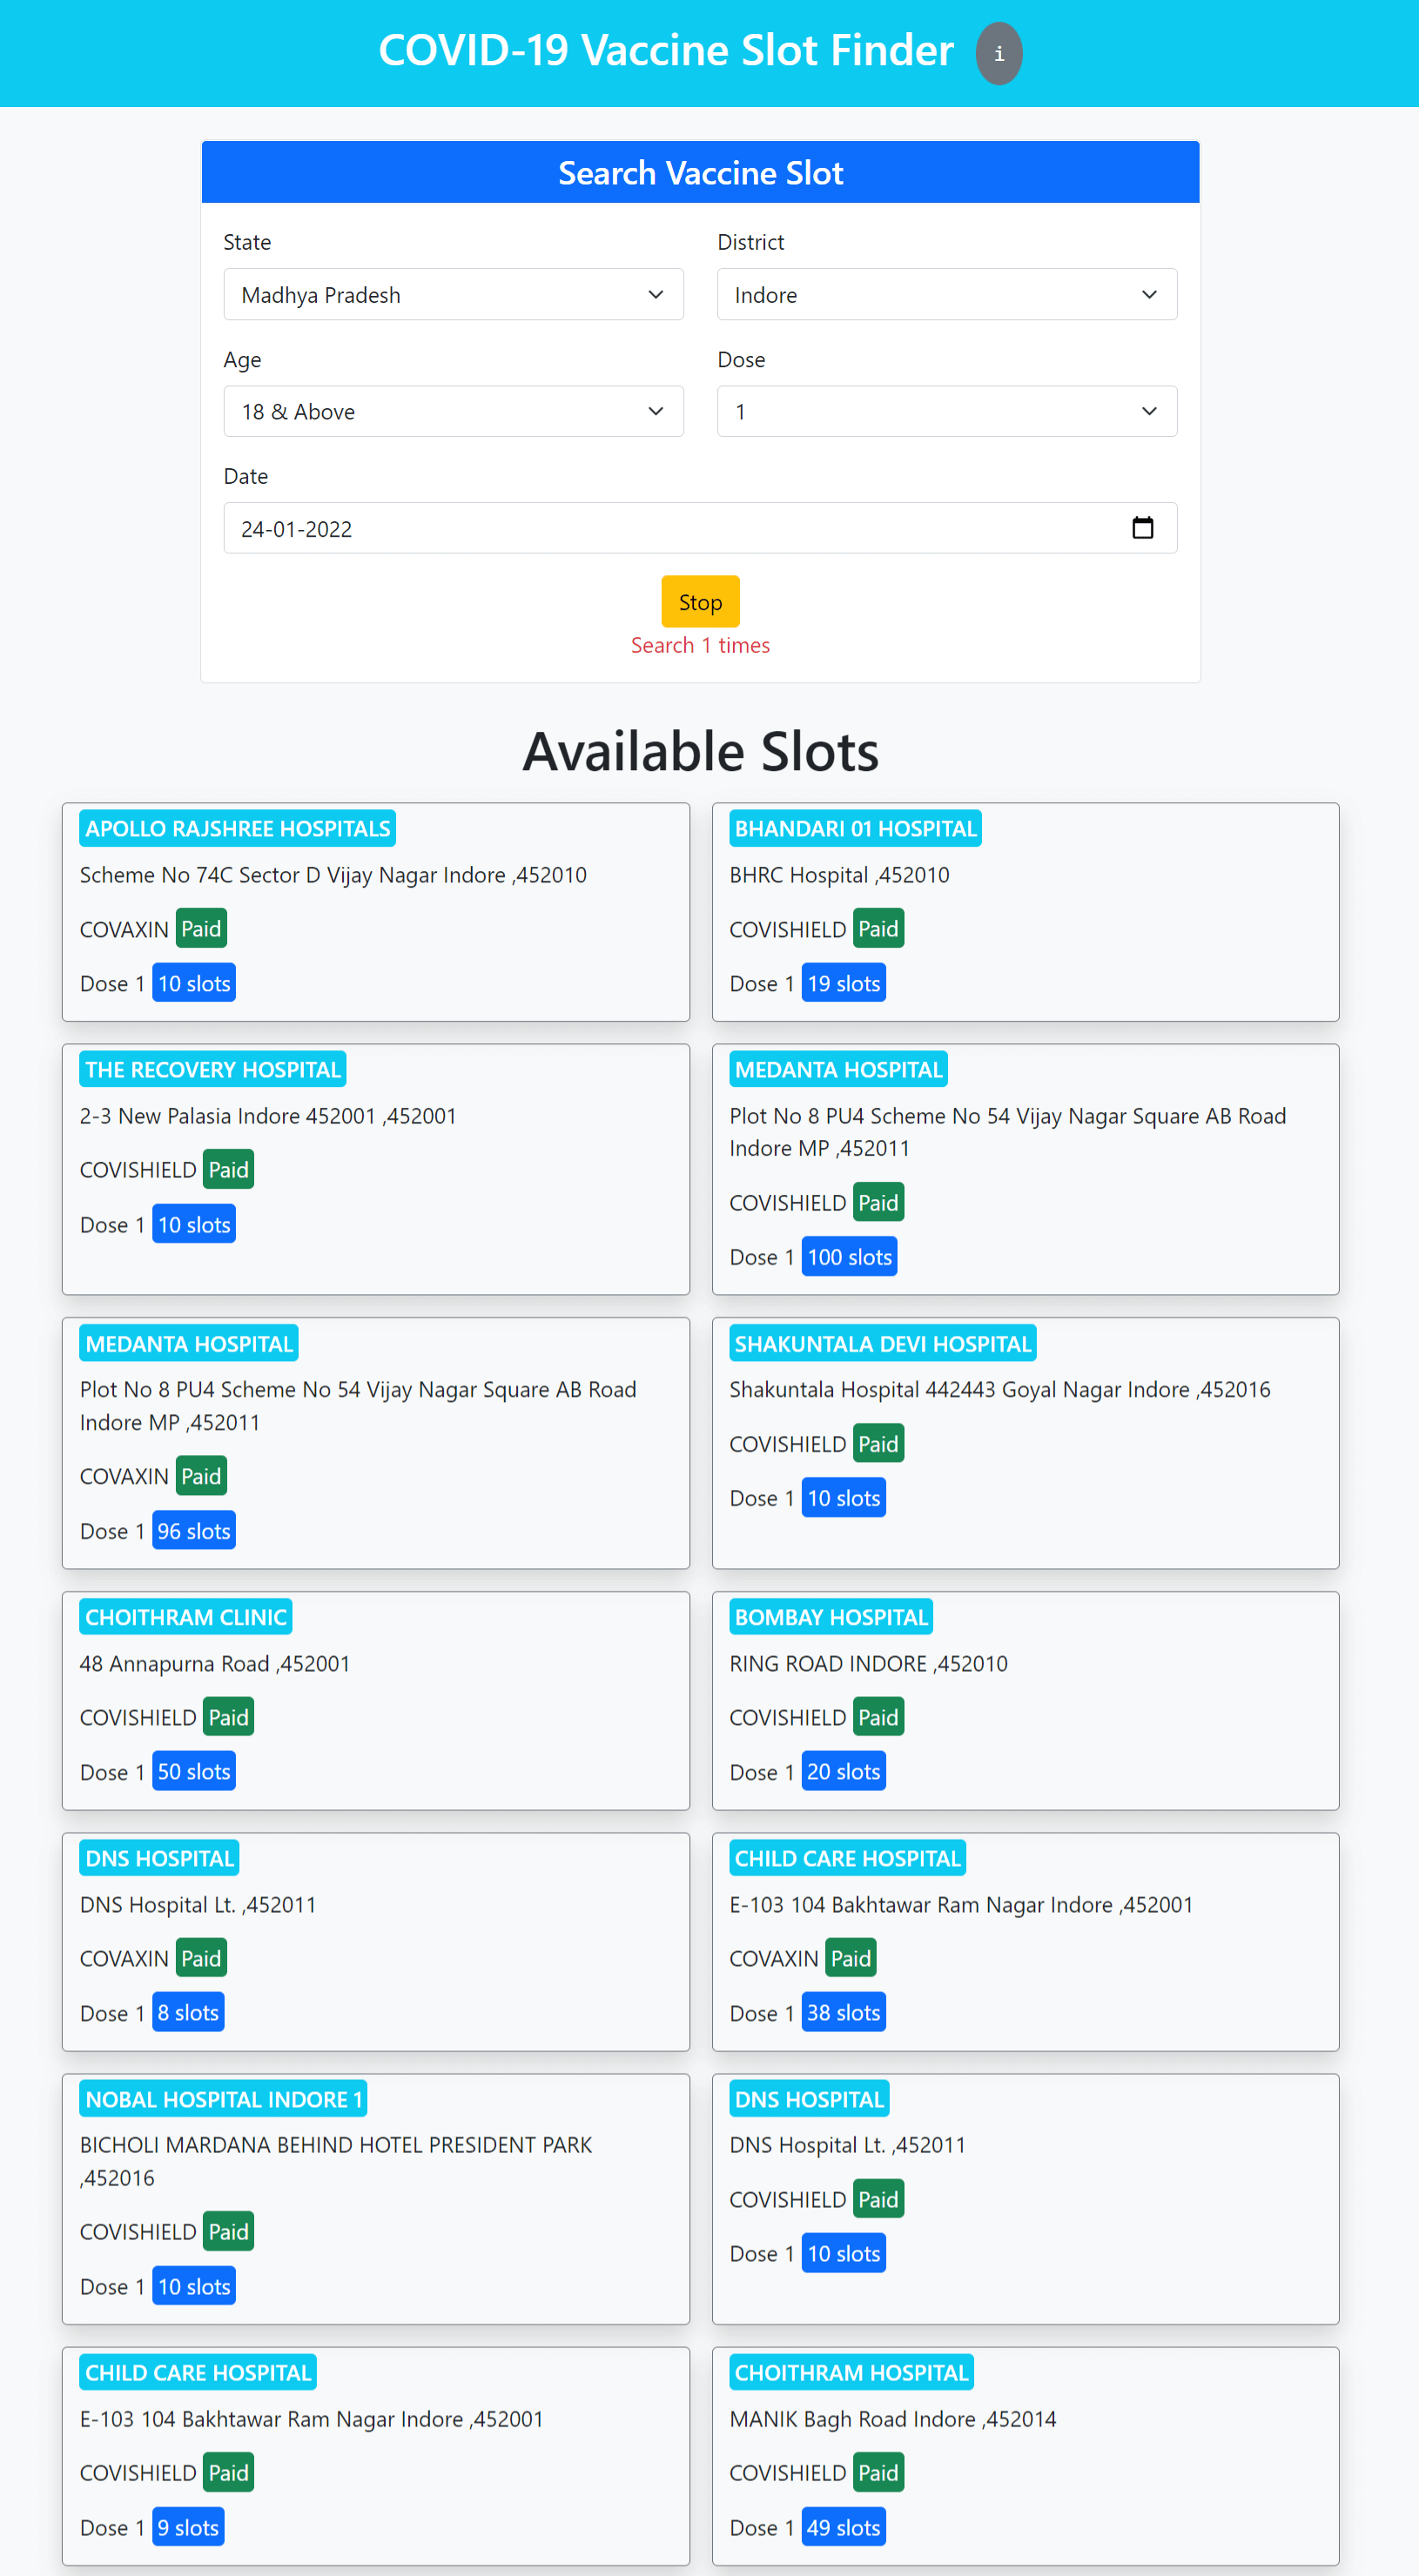 COVID-19 Vaccine Slot Finder i
Search Vaccine Slot
State District
Madhya Pradesh Indore
Age Dose
18 & Above 1
Date
24-01-2022
Stop
Search 1 times
Available Slots
APOLLO RAJSHREE HOSPITALS
Scheme No 74C Sector D Vijay Nagar Indore ,452010
COVAXIN Paid
Dose 1 10 slots
BHANDARI 01 HOSPITAL
BHRC Hospital ,452010
COVISHIELD Paid
Dose 1 19 slots
THE RECOVERY HOSPITAL
2-3 New Palasia Indore 452001 ,452001
COVISHIELD Paid
Dose 1 10 slots
MEDANTA HOSPITAL
Plot No 8 PU4 Scheme No 54 Vijay Nagar Square AB Road
Indore MP ,452011
COVISHIELD Paid
Dose 1 100 slots
MEDANTA HOSPITAL
Plot No 8 PU4 Scheme No 54 Vijay Nagar Square AB Road
Indore MP ,452011
COVAXIN Paid
Dose 1 96 slots
SHAKUNTALA DEVI HOSPITAL
Shakuntala Hospital 442443 Goyal Nagar Indore ,452016
COVISHIELD Paid
Dose 1 10 slots
CHOITHRAM CLINIC
48 Annapurna Road ,452001
COVISHIELD Paid
Dose 1 50 slots
BOMBAY HOSPITAL
RING ROAD INDORE ,452010
COVISHIELD Paid
Dose 1 20 slots
DNS HOSPITAL
DNS Hospital Lt. ,452011
COVAXIN Paid
Dose 1 8 slots
CHILD CARE HOSPITAL
E-103 104 Bakhtawar Ram Nagar Indore ,452001
COVAXIN Paid
Dose 1 38 slots
NOBAL HOSPITAL INDORE 1
BICHOLI MARDANA BEHIND HOTEL PRESIDENT PARK
,452016
COVISHIELD Paid
Dose 1 10 slots
DNS HOSPITAL
DNS Hospital Lt. ,452011
COVISHIELD Paid
Dose 1 10 slots
CHILD CARE HOSPITAL
E-103 104 Bakhtawar Ram Nagar Indore ,452001
COVISHIELD Paid
Dose 1 9 slots
CHOITHRAM HOSPITAL
MANIK Bagh Road Indore ,452014
COVISHIELD Paid
Dose 1 49 slots